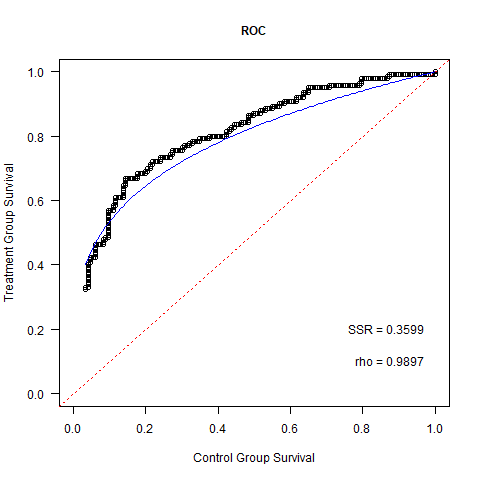 ROC
Treatment Group Survival
1.0
0.8
0.6
0.4
0.2
0.0
SSR = 0.3599
rho = 0.9897
0.0 0.2 0.4 0.6 0.8 1.0
Control Group Survival